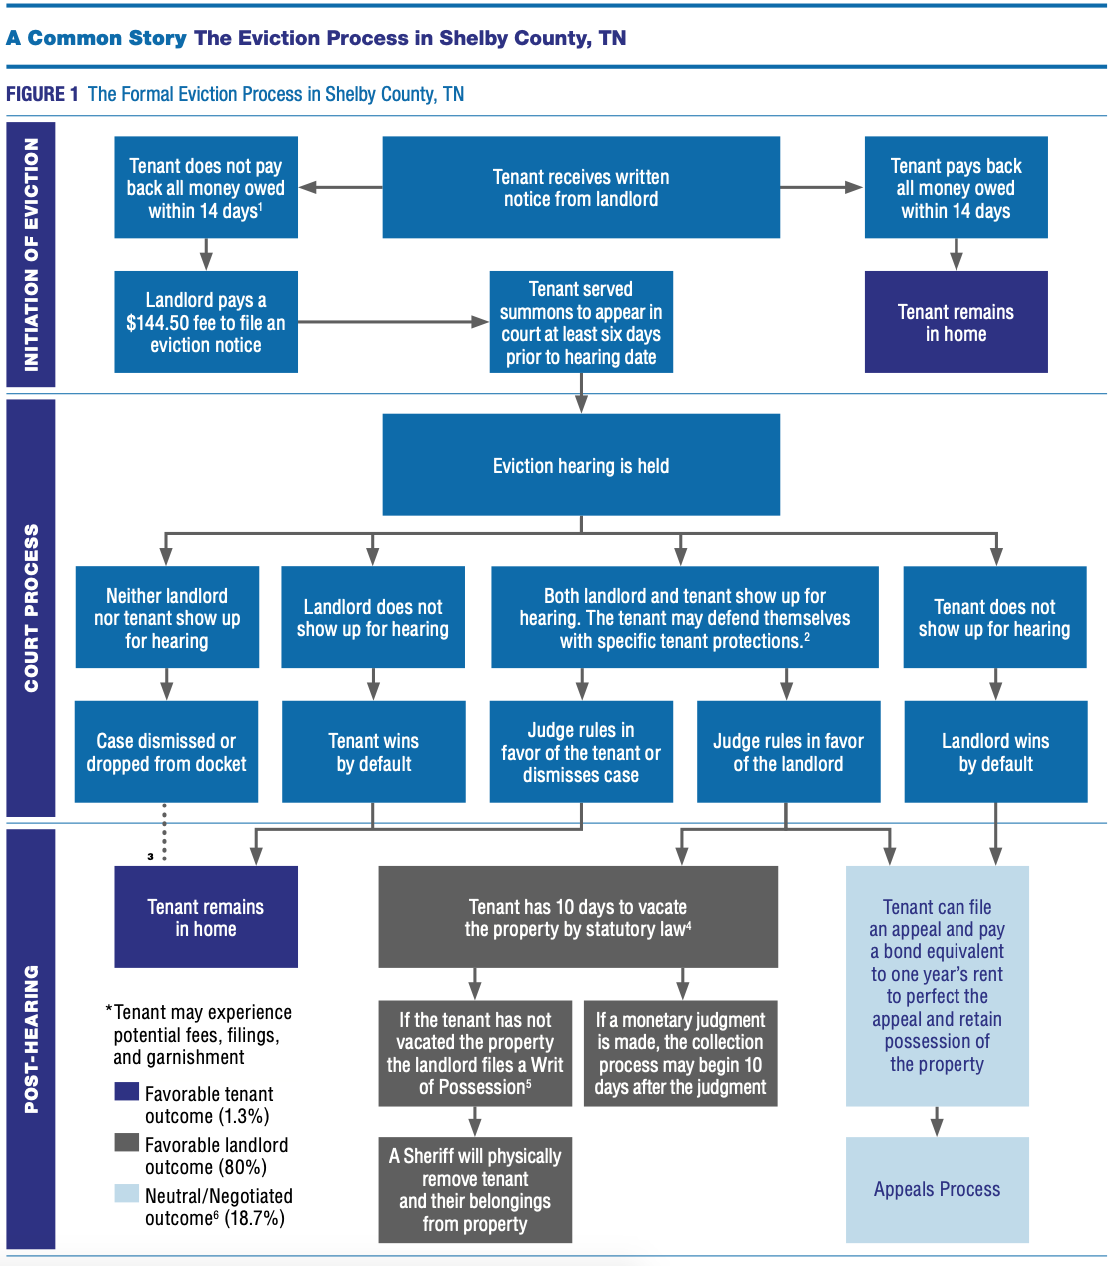 A Common Story The Eviction Process in Shelby County, TN
FIGURE 1 The Formal Eviction Process in Shelby County, TN
INITIATION OF EVICTION
Tenant does not pay
back all money owed
within 14 days¹
Tenant receives written
notice from landlord
Tenant pays back
all money owed
within 14 days
Landlord pays a
$144.50 fee to file an
eviction notice
Tenant served
summons to appear in
court at least six days
prior to hearing date
Tenant remains
in home
COURT PROCESS
Eviction hearing is held
Neither landlord
nor tenant show up
for hearing
Landlord does not
show up for hearing
Both landlord and tenant show up for
hearing. The tenant may defend themselves
with specific tenant protections.²
Tenant does not
show up for hearing
Case dismissed or
dropped from docket
Tenant wins
by default
Judge rules in
favor of the tenant or
dismisses case
Judge rules in favor
of the landlord
Landlord wins
by default
POST-HEARING
3
Tenant remains
in home
Tenant has 10 days to vacate
the property by statutory law⁴
Tenant can file
an appeal and pay
a bond equivalent
to one year's rent
to perfect the
appeal and retain
possession of
the property
If the tenant has not
vacated the property
the landlord files a Writ
of Possession⁵
If a monetary judgment
is made, the collection
process may begin 10
days after the judgment
A Sheriff will physically
remove tenant
and their belongings
from property
Appeals Process
*Tenant may experience
potential fees, filings,
and garnishment
Favorable tenant
outcome (1.3%)
Favorable landlord
outcome (80%)
Neutral/Negotiated
outcome⁶ (18.7%)